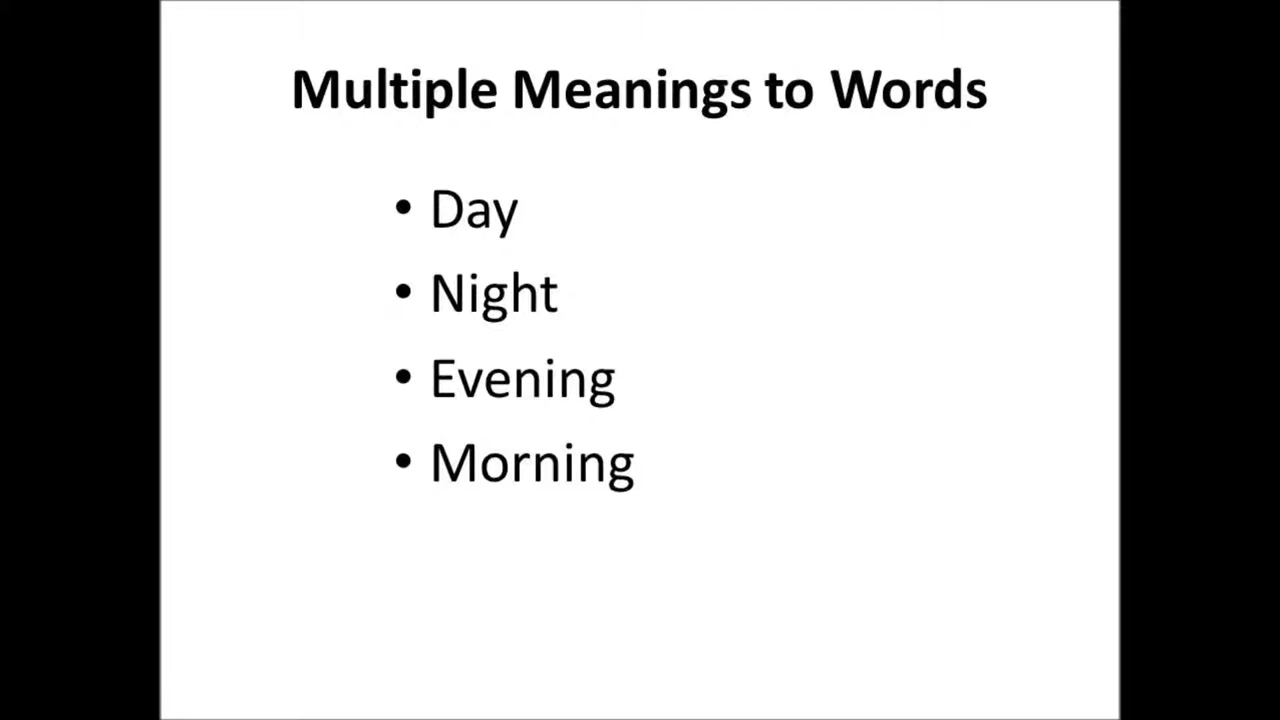 Multiple Meanings to Words
• Day
• Night
• Evening
• Morning